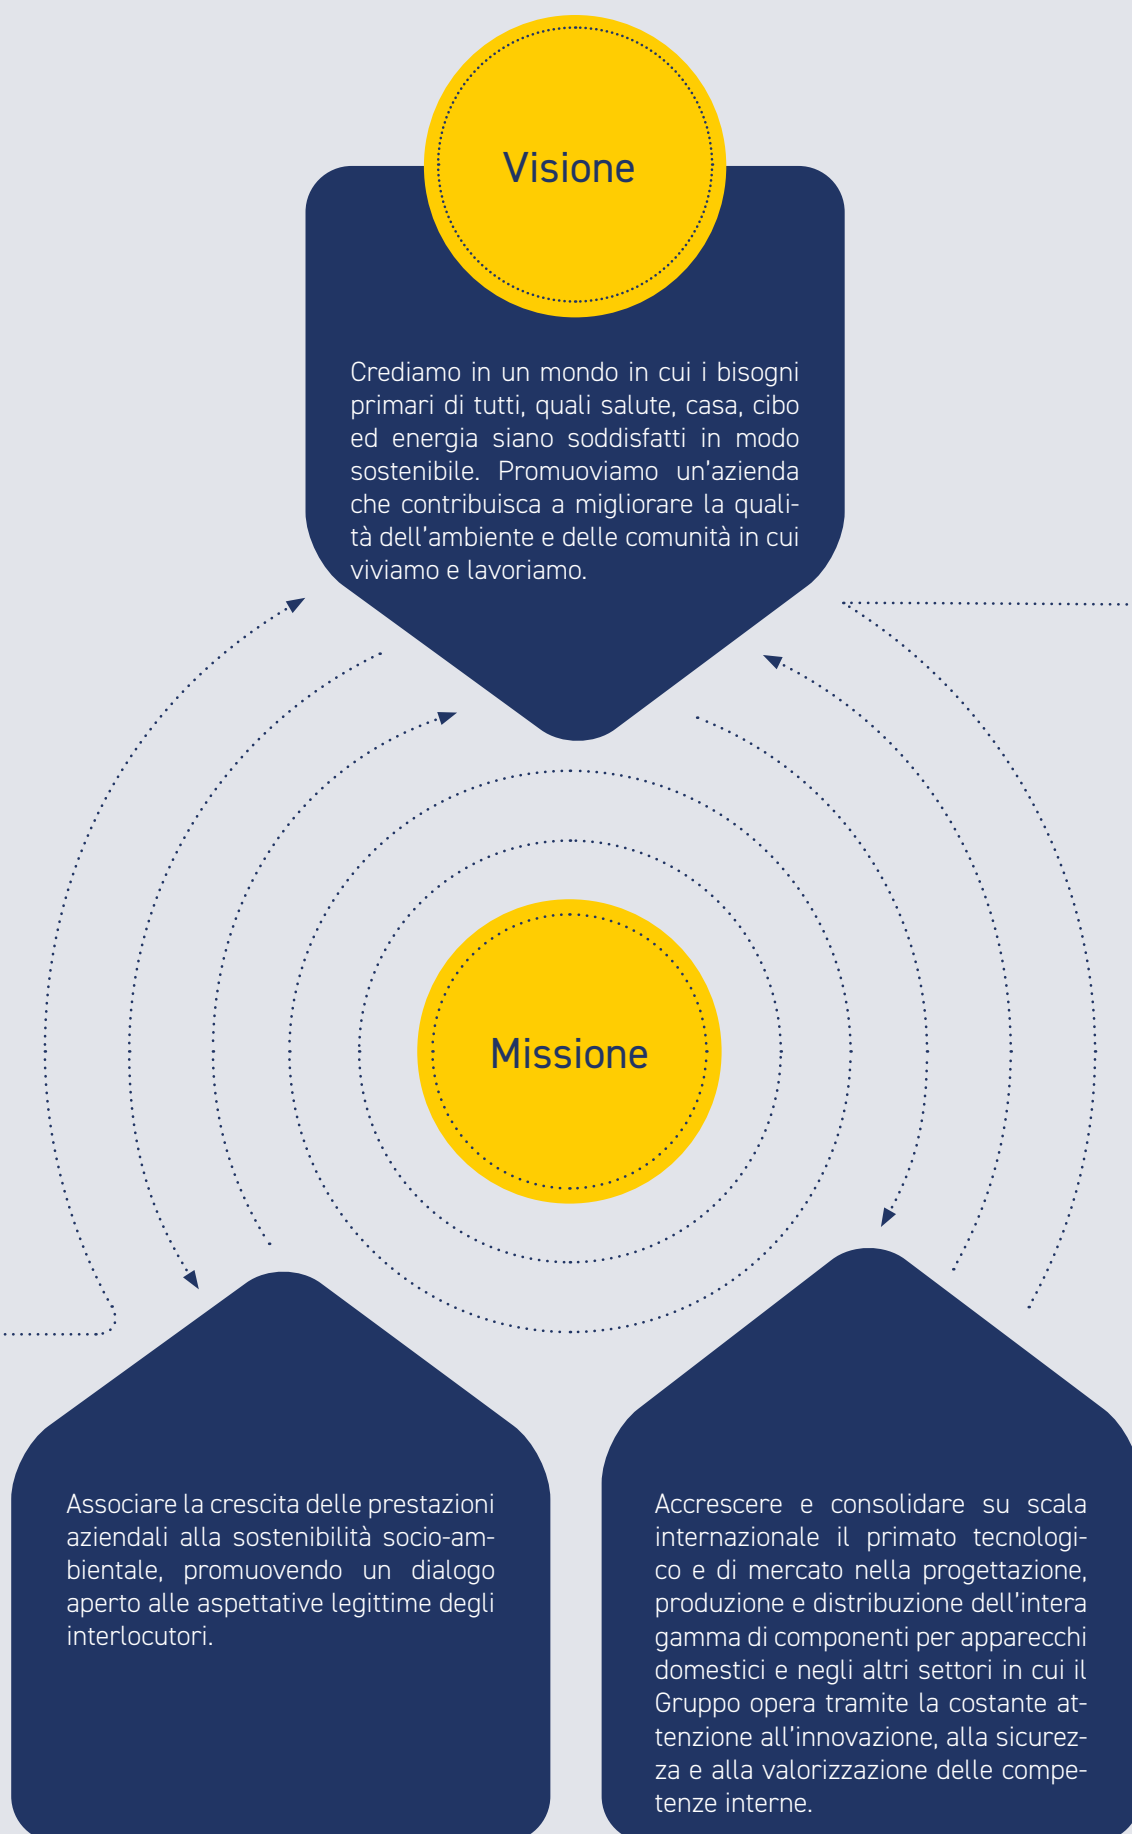 Visione
Crediamo in un mondo in cui i bisogni
primari di tutti, quali salute, casa, cibo
ed energia siano soddisfatti in modo
sostenibile. Promuoviamo un'azienda
che contribuisca a migliorare la quali-
tà dell'ambiente e delle comunità in cui
viviamo e lavoriamo.
Missione
Associare la crescita delle prestazioni
aziendali alla sostenibilità socio-am-
bientale, promuovendo un dialogo
aperto alle aspettative legittime degli
interlocutori.
Accrescere e consolidare su scala
internazionale il primato tecnologi-
co e di mercato nella progettazione,
produzione e distribuzione dell'intera
gamma di componenti per apparecchi
domestici e negli altri settori in cui il
Gruppo opera tramite la costante at-
tenzione all'innovazione, alla sicurez-
za e alla valorizzazione delle compe-
tenze interne.